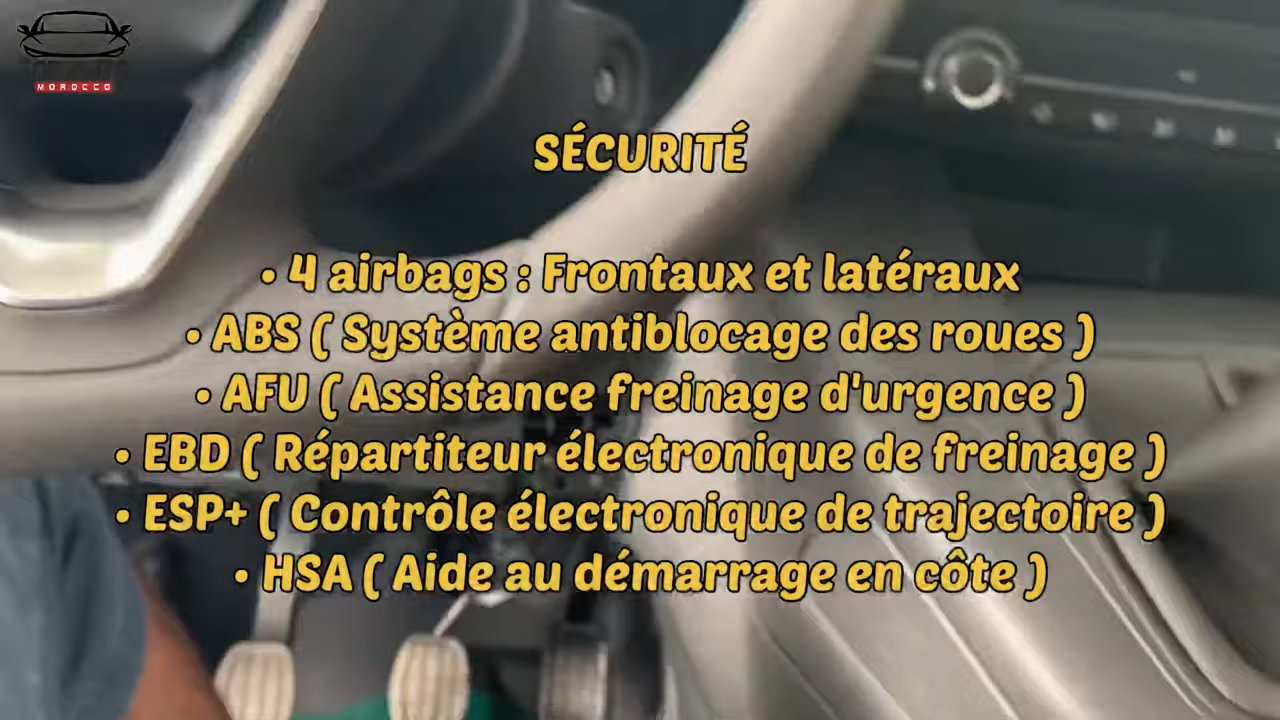 MOROCCO
SÉCURITÉ
• 4 airbags : Frontaux et latéraux
• ABS ( Système antiblocage des roues )
• AFU ( Assistance freinage d'urgence )
• EBD ( Répartiteur électronique de freinage )
• ESP+ ( Contrôle électronique de trajectoire )
• HSA ( Aide au démarrage en côte )